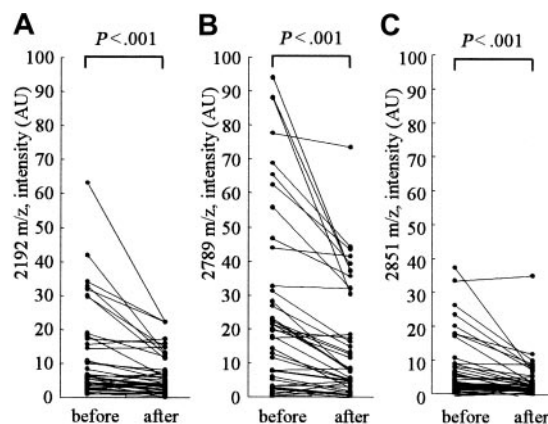 A
B
C
P < .001
P < .001
P < .001
2192 m/z, intensity (AU)
100
90
80
70
60
50
40
30
20
10
0
before
after
2789 m/z, intensity (AU)
100
90
80
70
60
50
40
30
20
10
0
before
after
2851 m/z, intensity (AU)
100
90
80
70
60
50
40
30
20
10
0
before
after